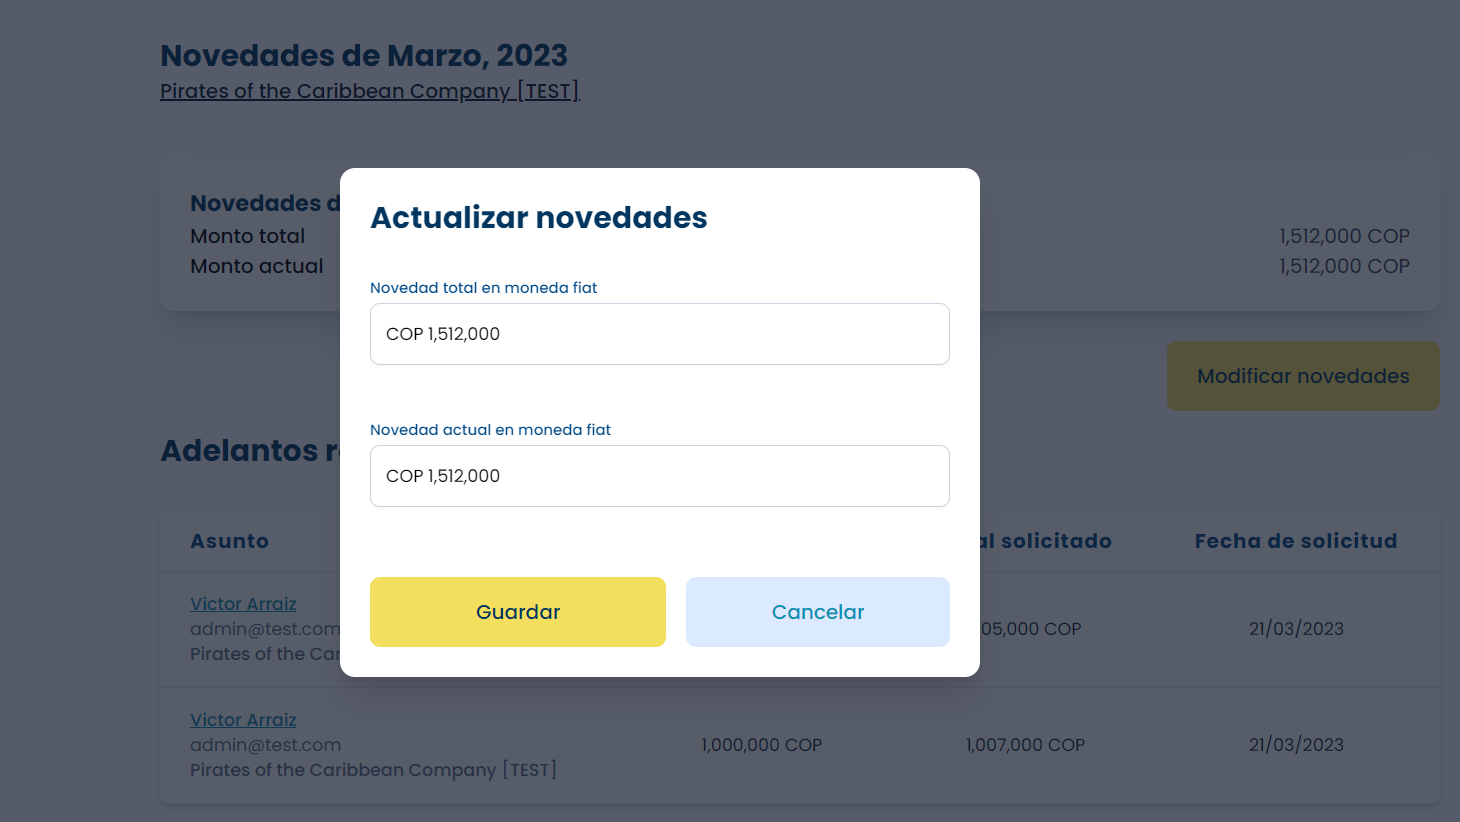 Novedades de Marzo, 2023
Pirates of the Caribbean Company [TEST]
Novedades d
Monto total
1,512,000 COP
Monto actual
1,512,000 COP
Actualizar novedades
Novedad total en moneda fiat
COP 1,512,000
Modificar novedades
Novedad actual en moneda fiat
COP 1,512,000
Guardar
Cancelar
Adelantos
Asunto
al solicitado
Fecha de solicitud
Victor Arraiz
admin@test.com
Pirates of the Car
05,000 COP
21/03/2023
Victor Arraiz
admin@test.com
Pirates of the Caribbean Company [TEST]
1,000,000 COP
1,007,000 COP
21/03/2023